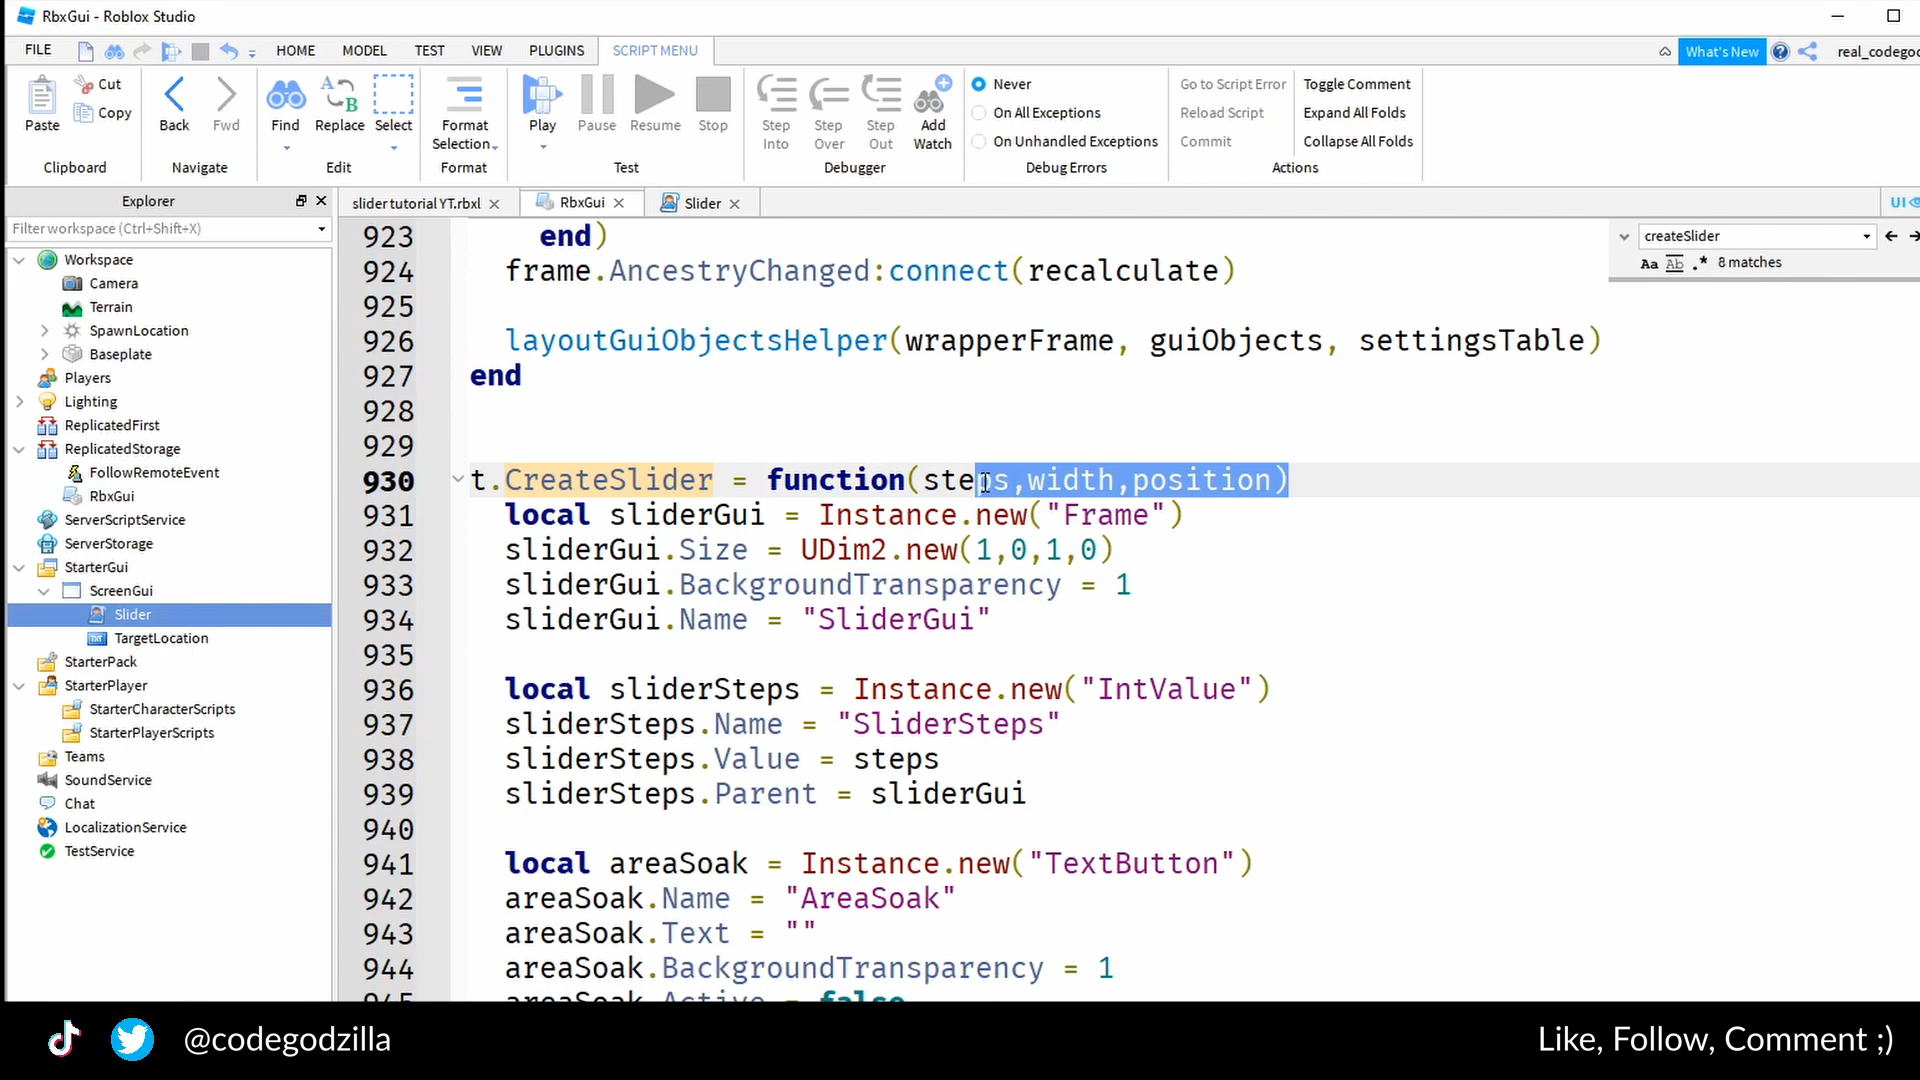 RbxGui - Roblox Studio
FILE HOME MODEL TEST VIEW PLUGINS SCRIPT MENU What's New
Cut
Copy
Paste
Clipboard
Back Fwd
Navigate
Find Replace Select
Edit
Format Selection
Format
Play Pause Resume Stop
Test
Step Into Step Over Step Out Add Watch
Debugger
Never
On All Exceptions
On Unhandled Exceptions
Debug Errors
Go to Script Error
Reload Script
Commit
Toggle Comment
Expand All Folds
Collapse All Folds
Actions
Explorer
Filter workspace (Ctrl+Shift+X)
Workspace
Camera
Terrain
SpawnLocation
Baseplate
Players
Lighting
ReplicatedFirst
ReplicatedStorage
FollowRemoteEvent
RbxGui
ServerScriptService
ServerStorage
StarterGui
ScreenGui
Slider
TXT TargetLocation
StarterPack
StarterPlayer
StarterCharacterScripts
StarterPlayerScripts
Teams
SoundService
Chat
LocalizationService
TestService
slider tutorial YT.rbxl RbxGui Slider UI
createSlider
Aa Ab .* 8 matches
923 end)
924 frame.AncestryChanged:connect(recalculate)
925
926 layoutGuiObjectsHelper(wrapperFrame, guiObjects, settingsTable)
927 end
928
929
930 t.CreateSlider = function(steps,width,position)
931 local sliderGui = Instance.new("Frame")
932 sliderGui.Size = UDim2.new(1,0,1,0)
933 sliderGui.BackgroundTransparency = 1
934 sliderGui.Name = "SliderGui"
935
936 local sliderSteps = Instance.new("IntValue")
937 sliderSteps.Name = "SliderSteps"
938 sliderSteps.Value = steps
939 sliderSteps.Parent = sliderGui
940
941 local areaSoak = Instance.new("TextButton")
942 areaSoak.Name = "AreaSoak"
943 areaSoak.Text = ""
944 areaSoak.BackgroundTransparency = 1
945 areaSoak.Active = false
@codegodzilla
Like, Follow, Comment ;)